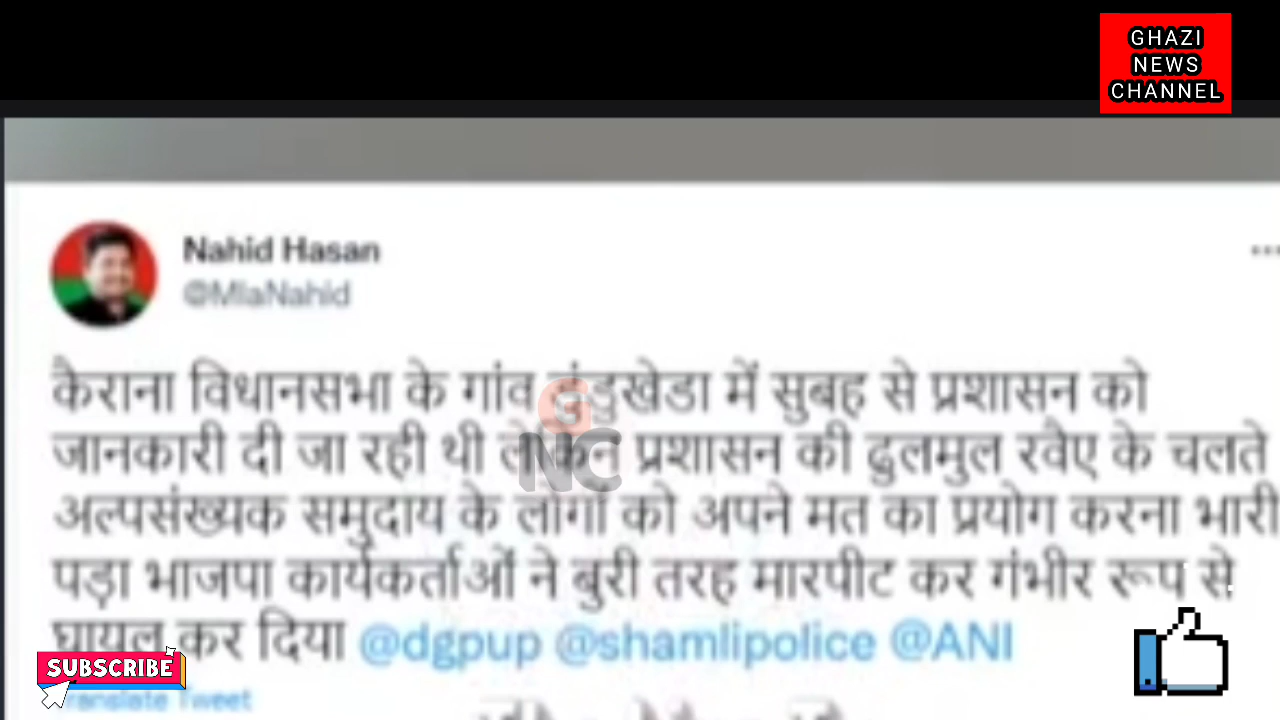 GHAZI
NEWS
CHANNEL
Nahid Hasan
@MlaNahid
कैराना विधानसभा के गांव दुंडुखेडा में सुबह से प्रशासन को
जानकारी दी जा रही थी लेकिन प्रशासन की ढुलमुल रवैए के चलते
अल्पसंख्यक समुदाय के लोगों को अपने मत का प्रयोग करना भारी
पड़ा भाजपा कार्यकर्ताओं ने बुरी तरह मारपीट कर गंभीर रूप से
घायल कर दिया @dgpup @shamlipolice @ANI
SUBSCRIBE
Translate Tweet
G
NC